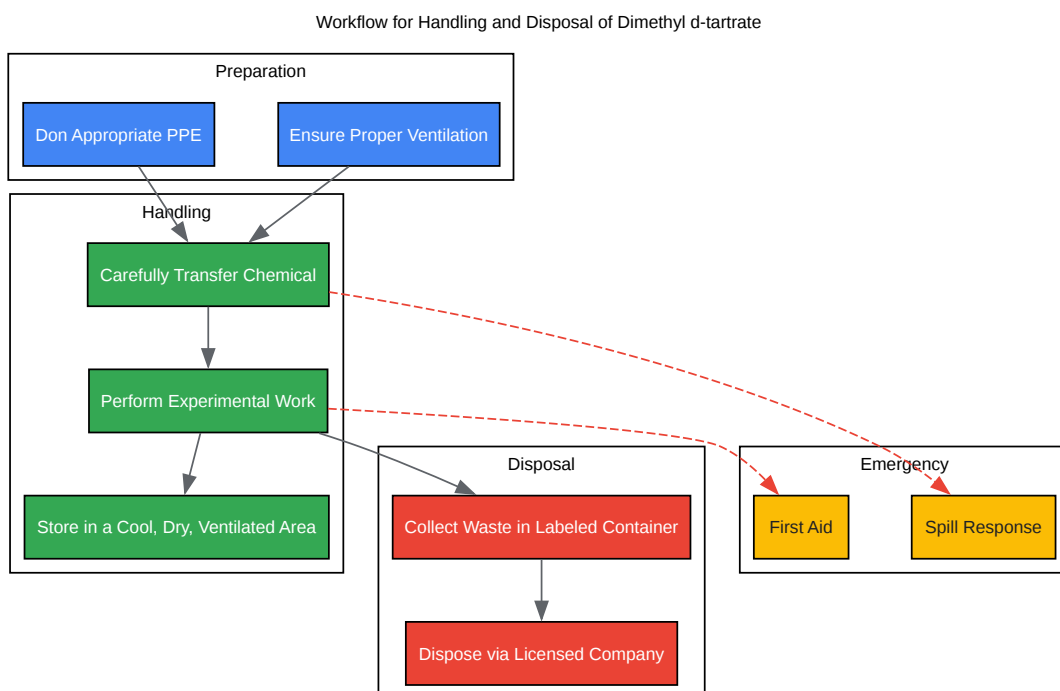 Workflow for Handling and Disposal of Dimethyl d-tartrate
Preparation
Don Appropriate PPE
Ensure Proper Ventilation
Handling
Carefully Transfer Chemical
Perform Experimental Work
Store in a Cool, Dry, Ventilated Area
Disposal
Collect Waste in Labeled Container
Dispose via Licensed Company
Emergency
First Aid
Spill Response